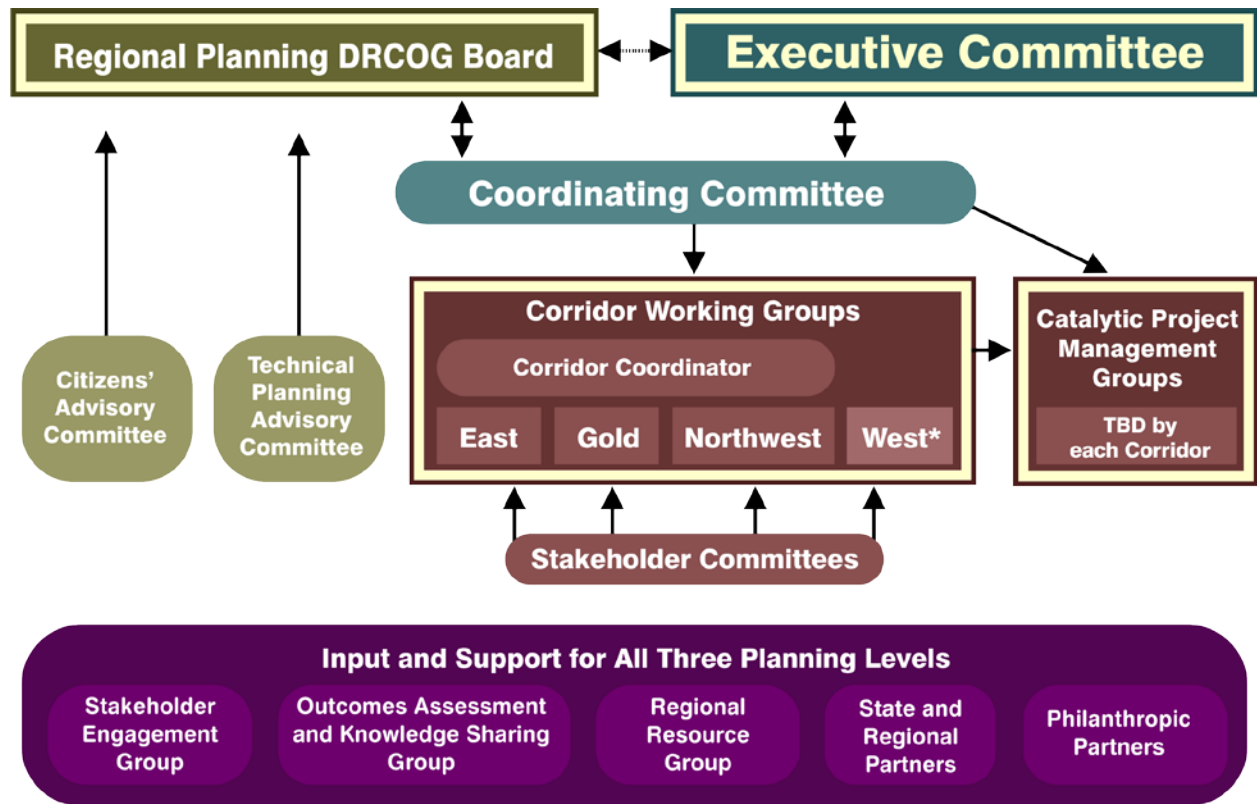 Regional Planning DRCOG Board
Executive Committee
Coordinating Committee
Citizens’
Advisory
Committee
Technical
Planning
Advisory
Committee
Corridor Working Groups
Corridor Coordinator
East
Gold
Northwest
West*
Catalytic Project
Management
Groups
TBD by
each Corridor
Stakeholder Committees
Input and Support for All Three Planning Levels
Stakeholder
Engagement
Group
Outcomes Assessment
and Knowledge Sharing
Group
Regional
Resource
Group
State and
Regional
Partners
Philanthropic
Partners